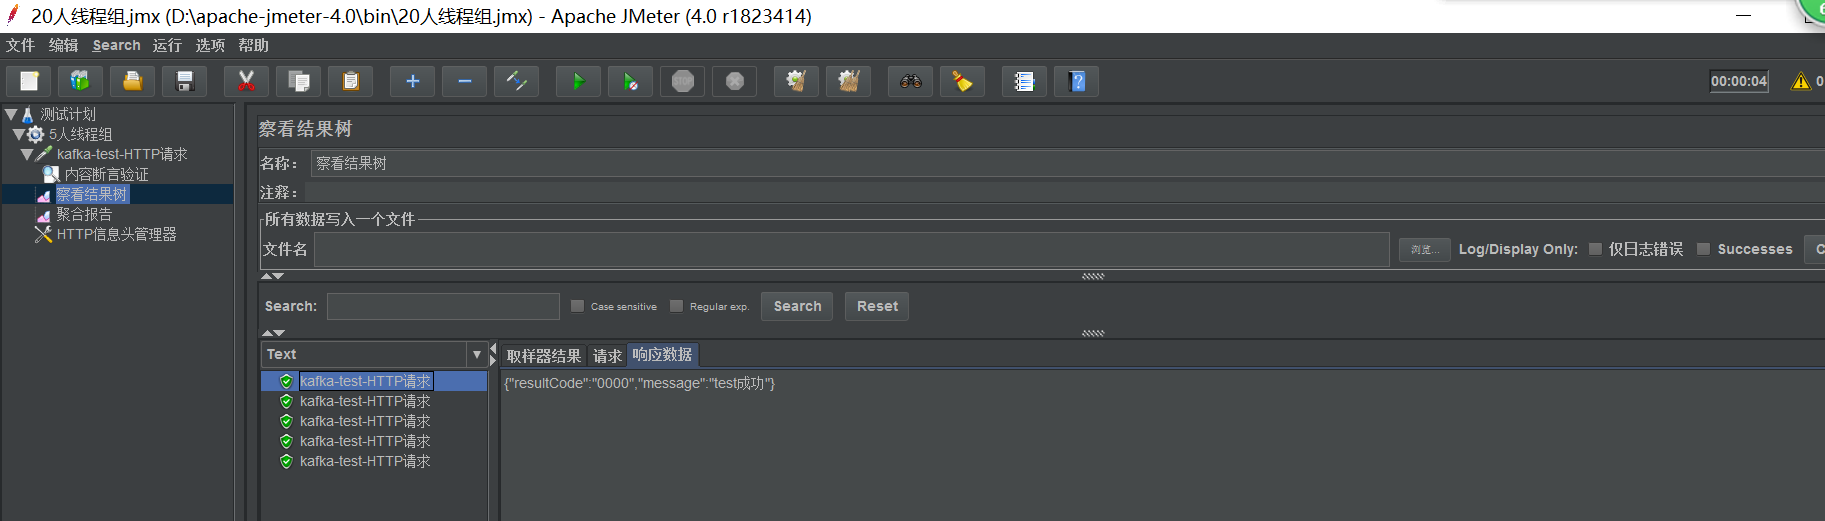 20人线程组.jmx (D:\apache-jmeter-4.0\bin\20人线程组.jmx) - Apache JMeter (4.0 r1823414)
文件 编辑 Search 运行 选项 帮助
00:00:04 0
测试计划
5人线程组
kafka-test-HTTP请求
内容断言验证
察看结果树
聚合报告
HTTP信息头管理器
察看结果树
名称： 察看结果树
注释：
所有数据写入一个文件
文件名 浏览... Log/Display Only: 仅日志错误 Successes C
Search: Case sensitive Regular exp. Search Reset
Text
取样器结果 请求 响应数据
kafka-test-HTTP请求
kafka-test-HTTP请求
kafka-test-HTTP请求
kafka-test-HTTP请求
kafka-test-HTTP请求
{"resultCode":"0000","message":"test成功"}